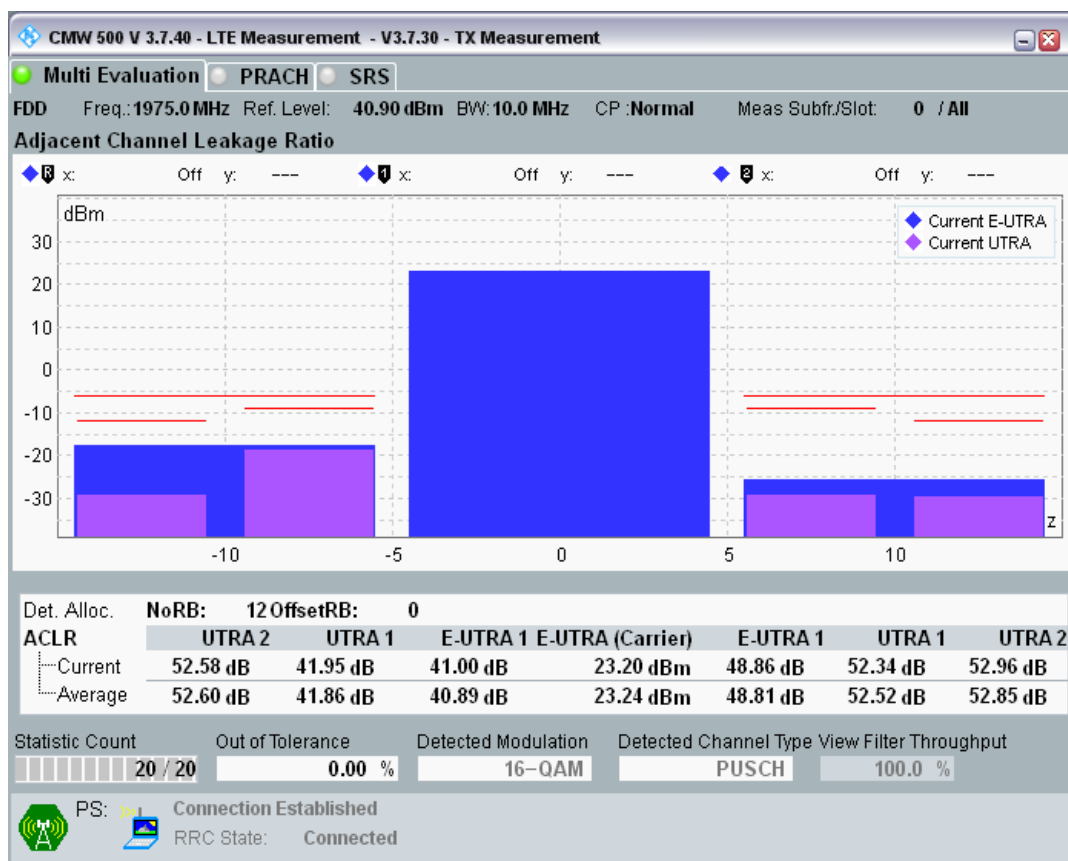 CMW 500 V 3.7.40 - LTE Measurement - V3.7.30 - TX Measurement
Multi Evaluation PRACH SRS
FDD Freq.: 1975.0 MHz Ref. Level: 40.90 dBm BW: 10.0 MHz CP :Normal Meas Subfr./Slot: 0 / All
Adjacent Channel Leakage Ratio
R x: Off y: --- 1 x: Off y: --- 2 x: Off y: ---
dBm
Current E-UTRA
Current UTRA
30
20
10
0
-10
-20
-30
z
-10 -5 0 5 10
Det. Alloc. NoRB: 12 OffsetRB: 0
ACLR UTRA 2 UTRA 1 E-UTRA 1 E-UTRA (Carrier) E-UTRA 1 UTRA 1 UTRA 2
Current 52.58 dB 41.95 dB 41.00 dB 23.20 dBm 48.86 dB 52.34 dB 52.96 dB
Average 52.60 dB 41.86 dB 40.89 dB 23.24 dBm 48.81 dB 52.52 dB 52.85 dB
Statistic Count Out of Tolerance Detected Modulation Detected Channel Type View Filter Throughput
20 / 20 0.00 % 16-QAM PUSCH 100.0 %
PS: Connection Established
RRC State: Connected